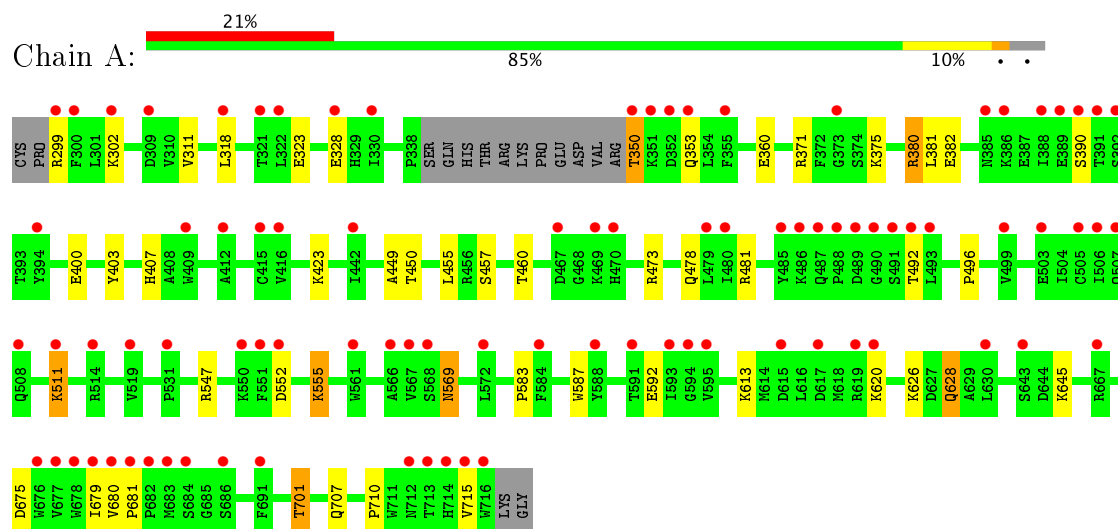 21%
Chain A:
85% 10% • •
CYS PRO R299 F300 L301 K302 D309 V310 V311 L318 T321 L322 E323 E328 H329 I330 P338 SER GLN HIS THR ARG LYS PRO GLU ASP VAL ARG T350 K351 D352 Q353 L354 F355 E360 R371 F372 G373 S374 K375 R380 L381 E382 N385 K386 E387 I388 E389 S390 T391 S392
T393 Y394 E400 Y403 H407 A408 W409 A412 C415 V416 K423 I442 A449 T450 L455 R456 S457 T460 D467 G468 K469 H470 R473 Q478 L479 I480 R481 Y485 K486 Q487 P488 D489 G490 S491 T492 L493 P496 V499 E503 I504 C505 I506 Q507
Q508 K511 R514 V519 P531 R547 K550 F551 D552 K555 W561 A566 V567 S568 N569 L572 P583 F584 W587 Y588 T591 E592 I593 G594 V595 K613 M614 D615 L616 D617 M618 R619 K620 K626 D627 Q628 A629 L630 S643 D644 K645 R667
D675 W676 V677 W678 I679 V680 P681 P682 M683 S684 G685 S686 F691 T701 Q707 P710 W711 N712 T713 H714 V715 W716 LYS GLY